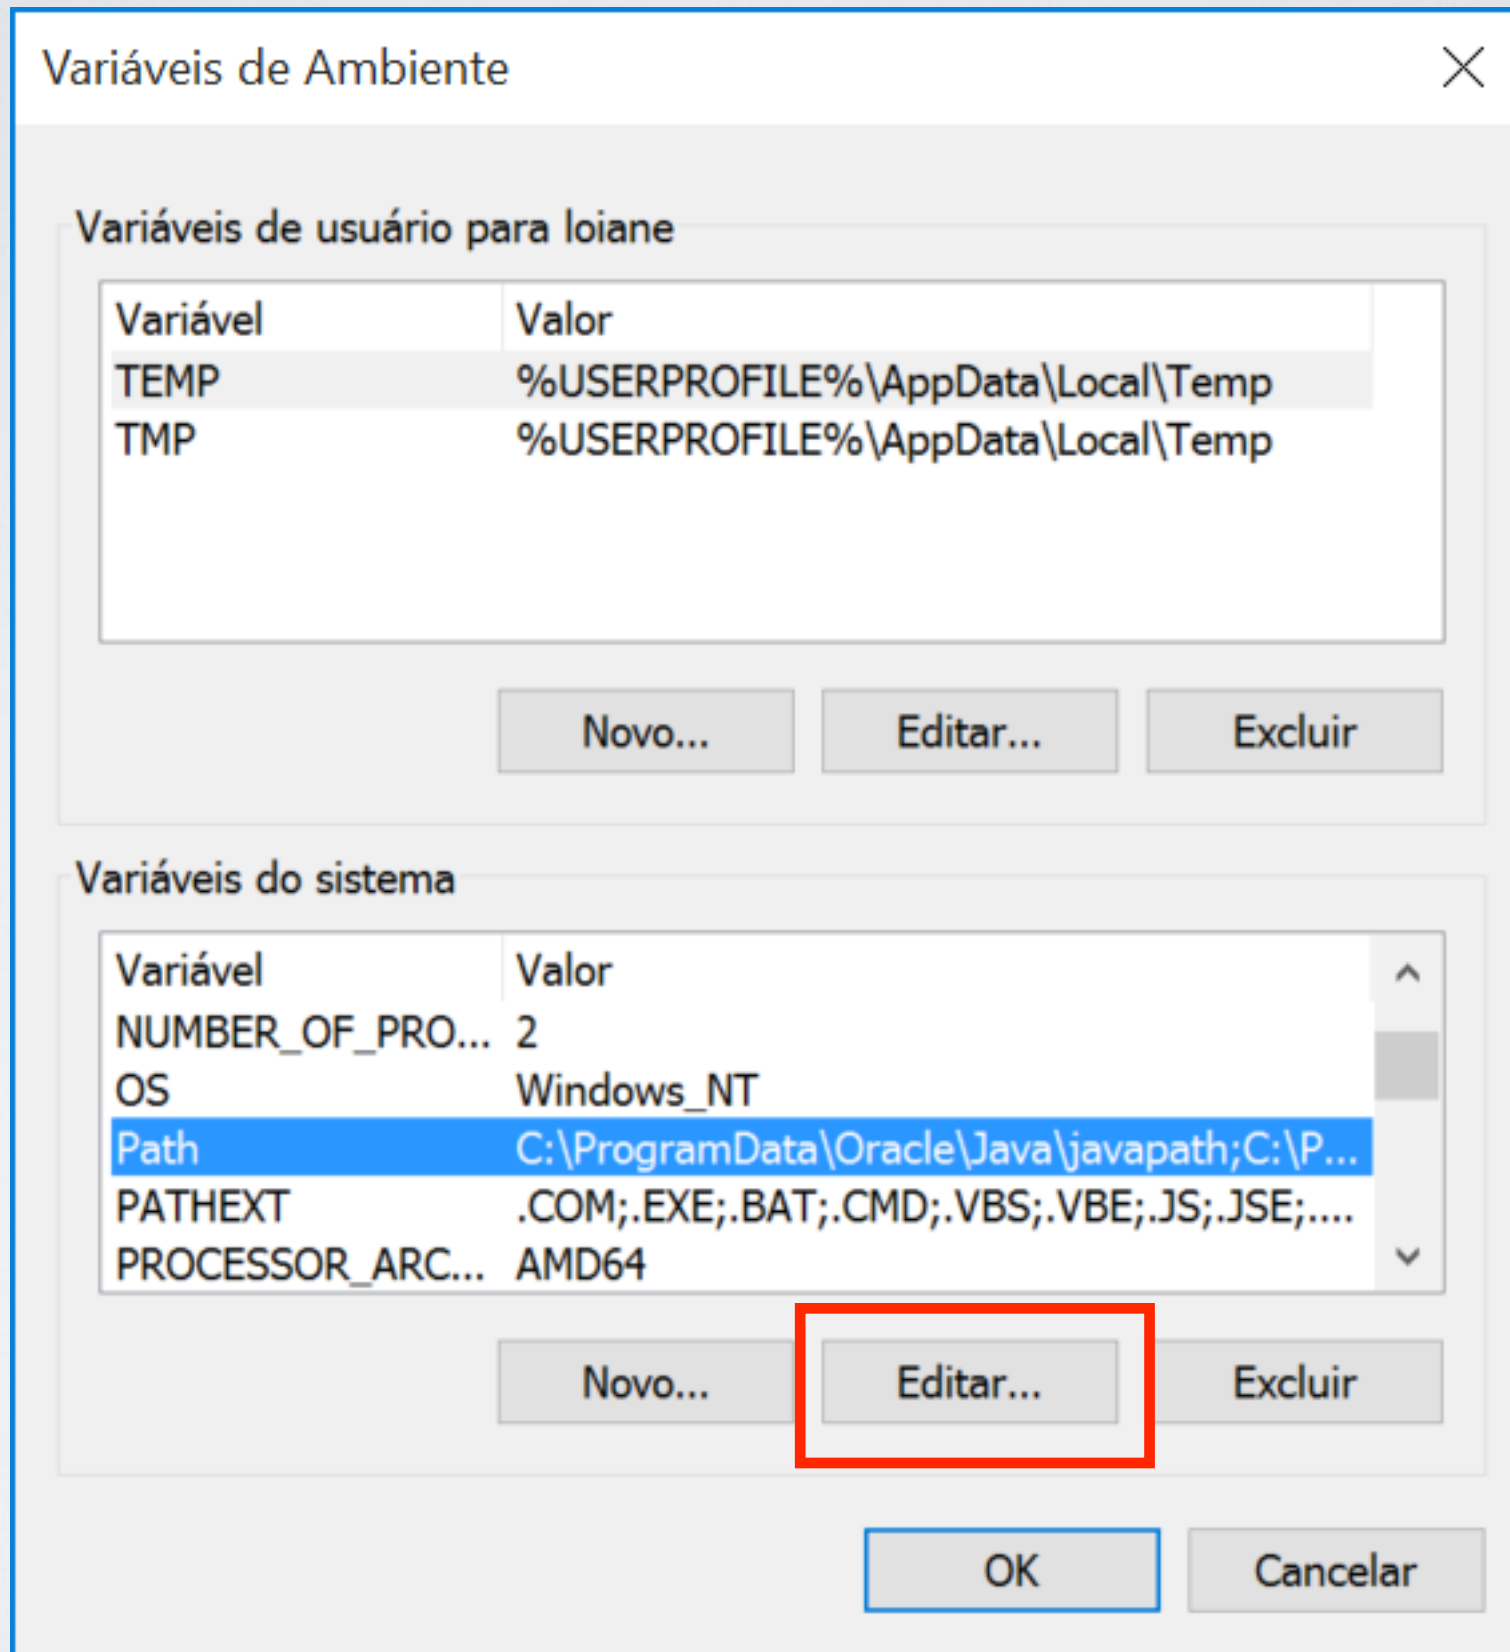 Variáveis de Ambiente
Variáveis de usuário para loiane
Variável Valor
TEMP %USERPROFILE%\AppData\Local\Temp
TMP %USERPROFILE%\AppData\Local\Temp
Novo... Editar... Excluir
Variáveis do sistema
Variável Valor
NUMBER_OF_PRO... 2
OS Windows_NT
Path C:\ProgramData\Oracle\Java\javapath;C:\P...
PATHEXT .COM;.EXE;.BAT;.CMD;.VBS;.VBE;.JS;.JSE;....
PROCESSOR_ARC... AMD64
Novo... Editar... Excluir
OK Cancelar